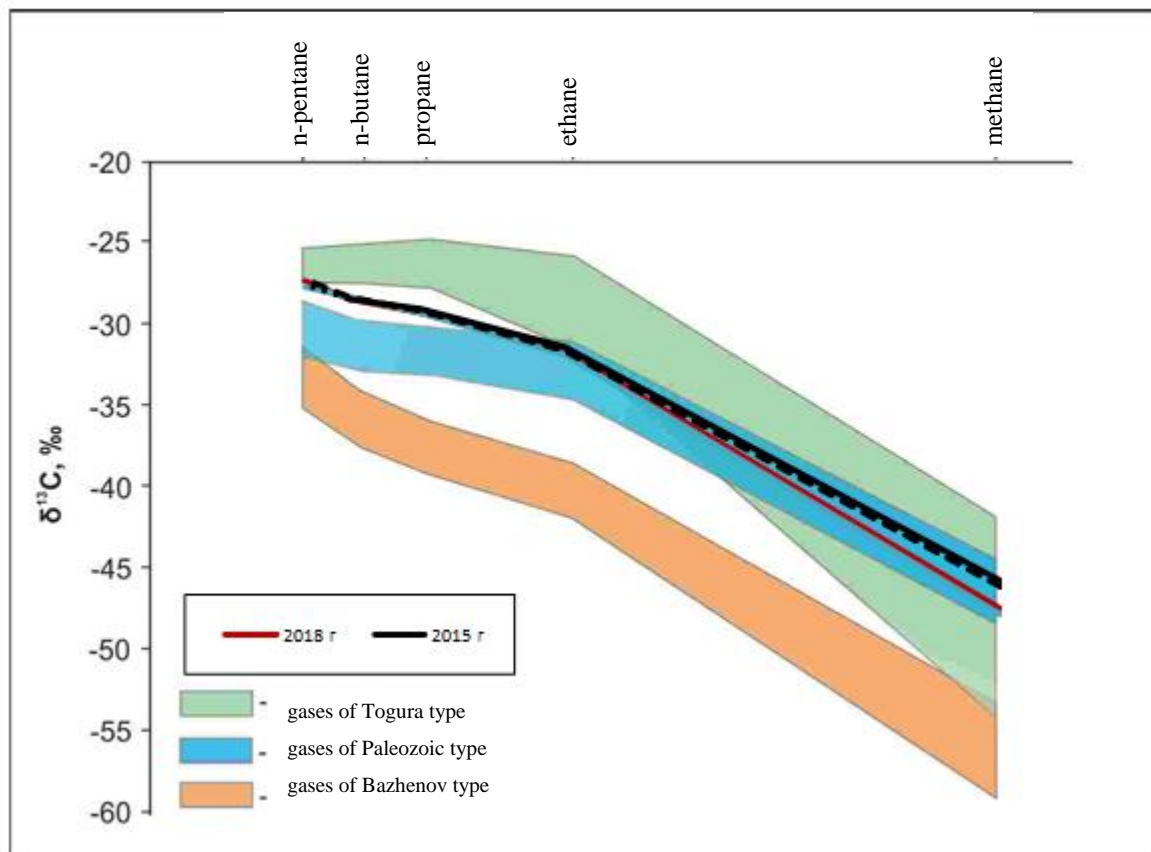 n-pentane
n-butane
propane
ethane
methane
-20
-25
-30
-35
-40
-45
-50
-55
-60
δ¹³C, ‰
2018 г
2015 г
- gases of Togura type
- gases of Paleozoic type
- gases of Bazhenov type